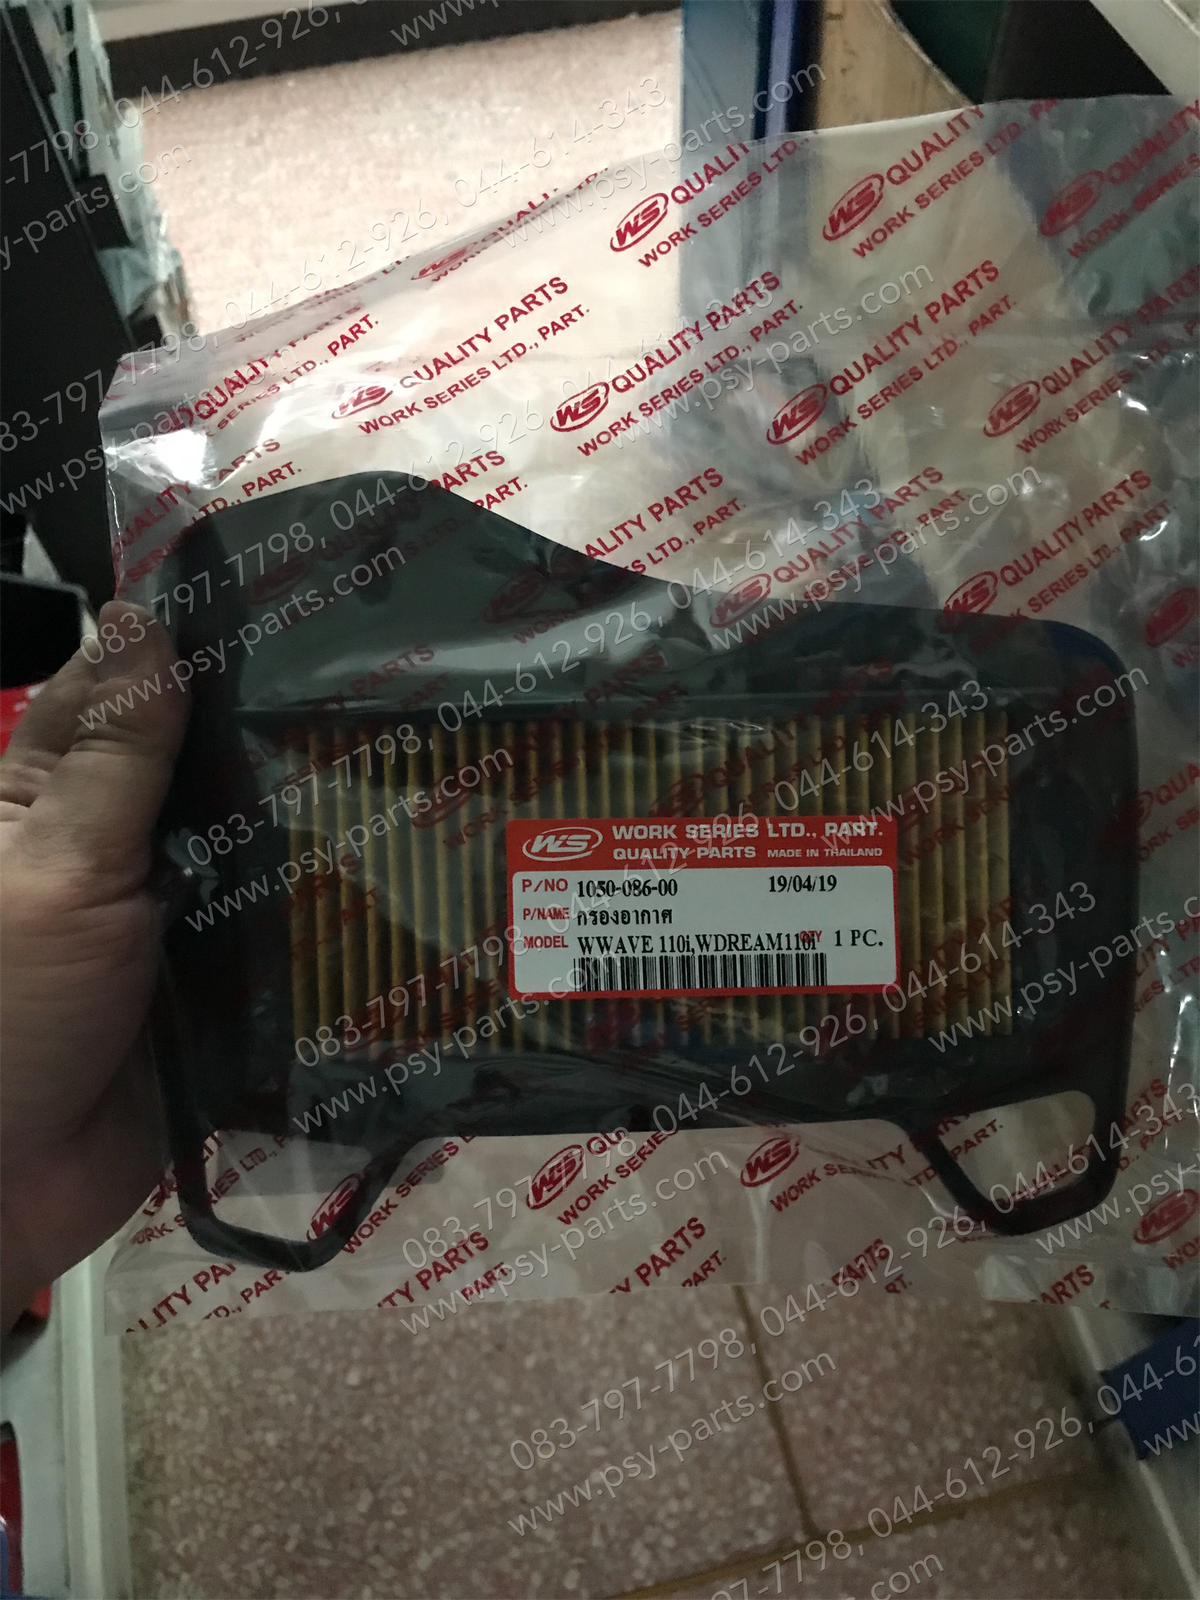 WS QUALITY PARTS
WORK SERIES LTD., PART.
WS WORK SERIES LTD., PART.
QUALITY PARTS MADE IN THAILAND
P/NO 1050-086-00 19/04/19
P/NAME กรองอากาศ
MODEL WWAVE 110i,WDREAM110i QTY 1 PC.
083-797-7798, 044-612-926, 044-614-343
www.psy-parts.com